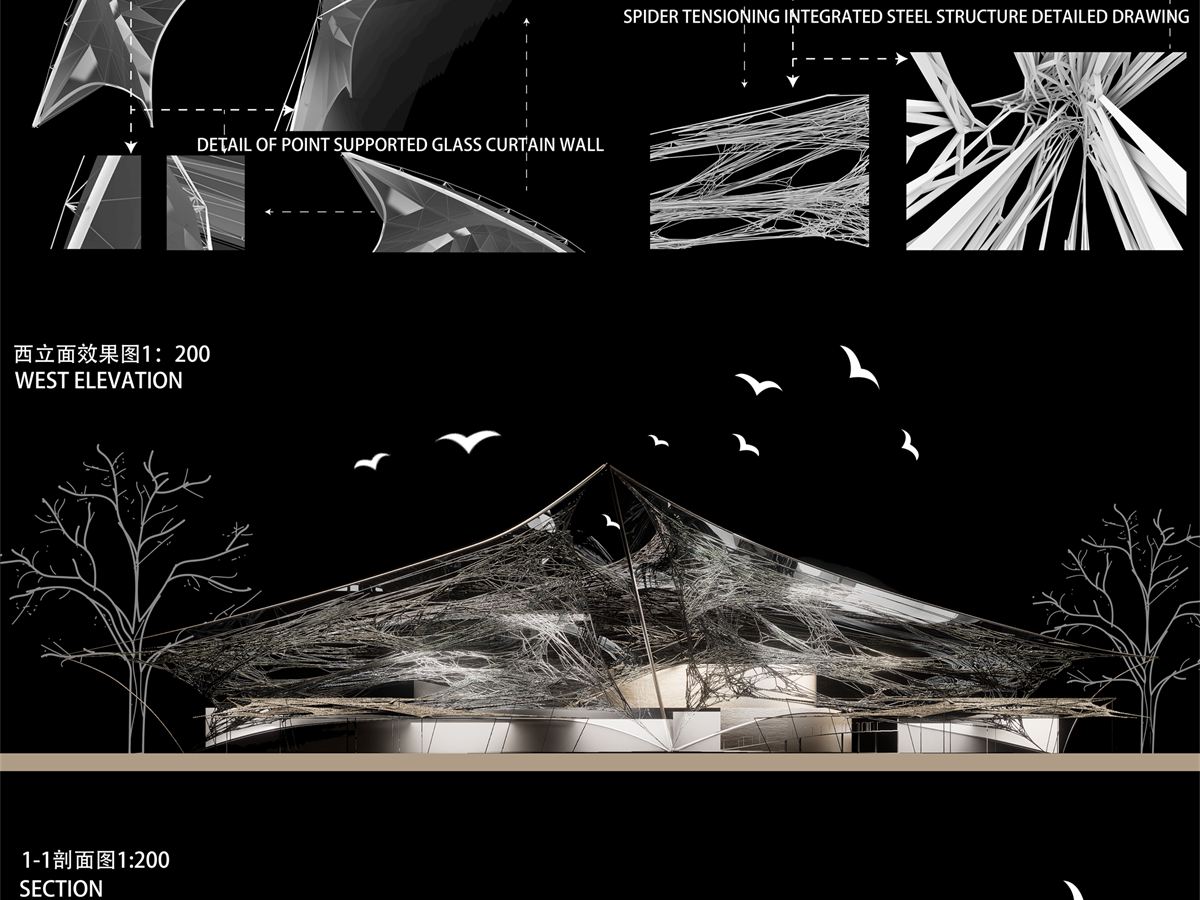 SPIDER TENSIONING INTEGRATED STEEL STRUCTURE DETAILED DRAWING
DETAIL OF POINT SUPPORTED GLASS CURTAIN WALL
西立面效果图1：200
WEST ELEVATION
1-1剖面图1:200
SECTION